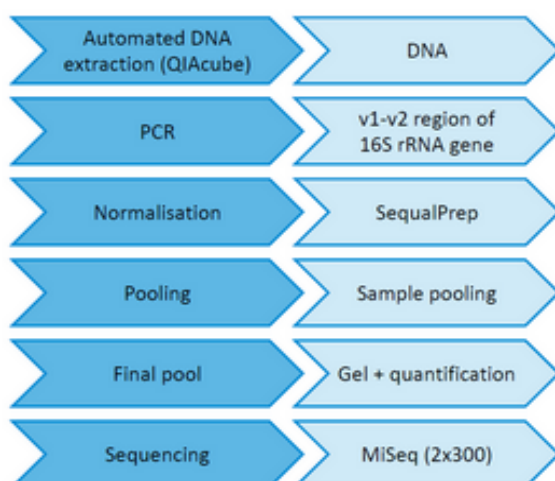 Automated DNA
extraction (QIAcube)
DNA
PCR
v1-v2 region of
16S rRNA gene
Normalisation
SequalPrep
Pooling
Sample pooling
Final pool
Gel + quantification
Sequencing
MiSeq (2x300)